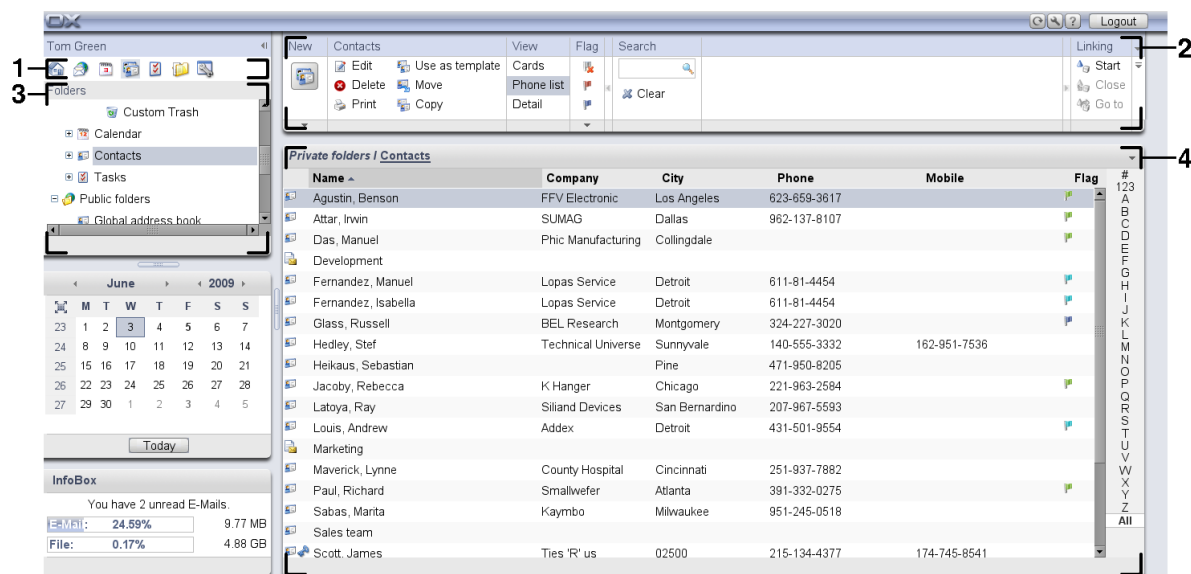 OX
Logout
Tom Green
New Contacts View Flag Search Linking
1
2
Edit Use as template Cards Start
3
Folders
Delete Move Phone list Clear Close
Print Copy Detail Go to
Custom Trash
Calendar
Contacts
Tasks
Public folders
Global address book
Private folders / Contacts
4
Name Company City Phone Mobile Flag
Agustin, Benson FFV Electronic Los Angeles 623-659-3617
Attar, Irwin SUMAG Dallas 962-137-8107
Das, Manuel Phic Manufacturing Collingdale
Development
Fernandez, Manuel Lopas Service Detroit 611-81-4454
Fernandez, Isabella Lopas Service Detroit 611-81-4454
Glass, Russell BEL Research Montgomery 324-227-3020
Hedley, Stef Technical Universe Sunnyvale 140-555-3332 162-951-7536
Heikaus, Sebastian Pine 471-950-8205
Jacoby, Rebecca K Hanger Chicago 221-963-2584
Latoya, Ray Siliand Devices San Bernardino 207-967-5593
Louis, Andrew Addex Detroit 431-501-9554
Marketing
Maverick, Lynne County Hospital Cincinnati 251-937-7882
Paul, Richard Smallwefer Atlanta 391-332-0275
Sabas, Marita Kaymbo Milwaukee 951-245-0518
Sales team
Scott, James Ties 'R' us 02500 215-134-4377 174-745-8541
#
123
A
B
C
D
E
F
G
H
I
J
K
L
M
N
O
P
Q
R
S
T
U
V
W
X
Y
Z
All
June 2009
M T W T F S S
23 1 2 3 4 5 6 7
24 8 9 10 11 12 13 14
25 15 16 17 18 19 20 21
26 22 23 24 25 26 27 28
27 29 30 1 2 3 4 5
Today
InfoBox
You have 2 unread E-Mails.
E-Mail: 24.59% 9.77 MB
File: 0.17% 4.88 GB